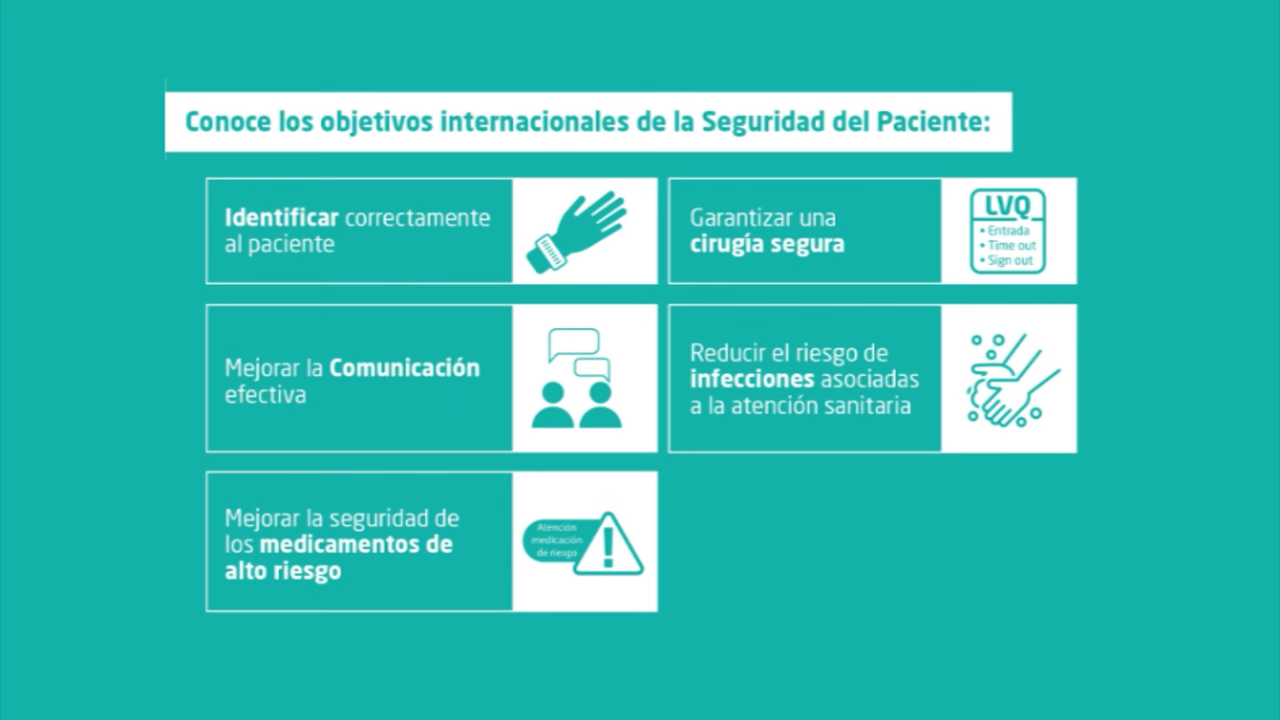 Conoce los objetivos internacionales de la Seguridad del Paciente:
Identificar correctamente
al paciente
Garantizar una
cirugía segura
LVQ
• Entrada
• Time out
• Sign out
Mejorar la Comunicación
efectiva
Reducir el riesgo de
infecciones asociadas
a la atención sanitaria
Mejorar la seguridad de
los medicamentos de
alto riesgo
Atención
medicación
de riesgo
!